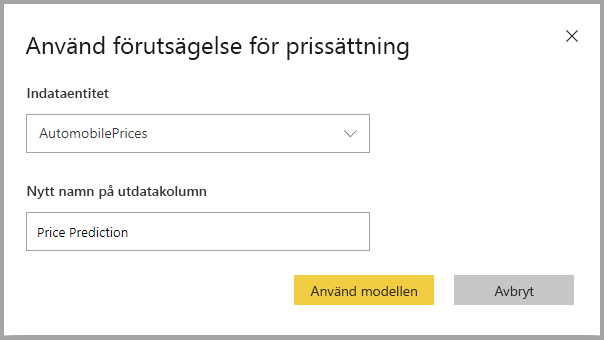 Använd förutsägelse för prissättning
Indataentitet
AutomobilePrices
Nytt namn på utdatakolumn
Price Prediction
Använd modellen
Avbryt